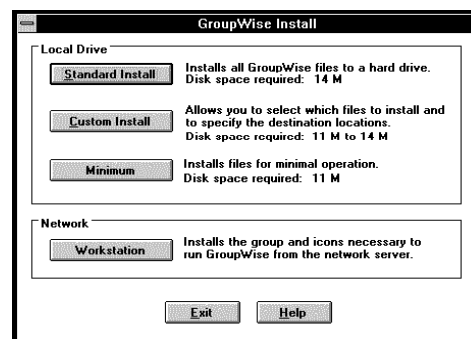 GroupWise Install
Local Drive
Standard Install
Installs all GroupWise files to a hard drive.
Disk space required: 14 M
Custom Install
Allows you to select which files to install and
to specify the destination locations.
Disk space required: 11 M to 14 M
Minimum
Installs files for minimal operation.
Disk space required: 11 M
Network
Workstation
Installs the group and icons necessary to
run GroupWise from the network server.
Exit
Help